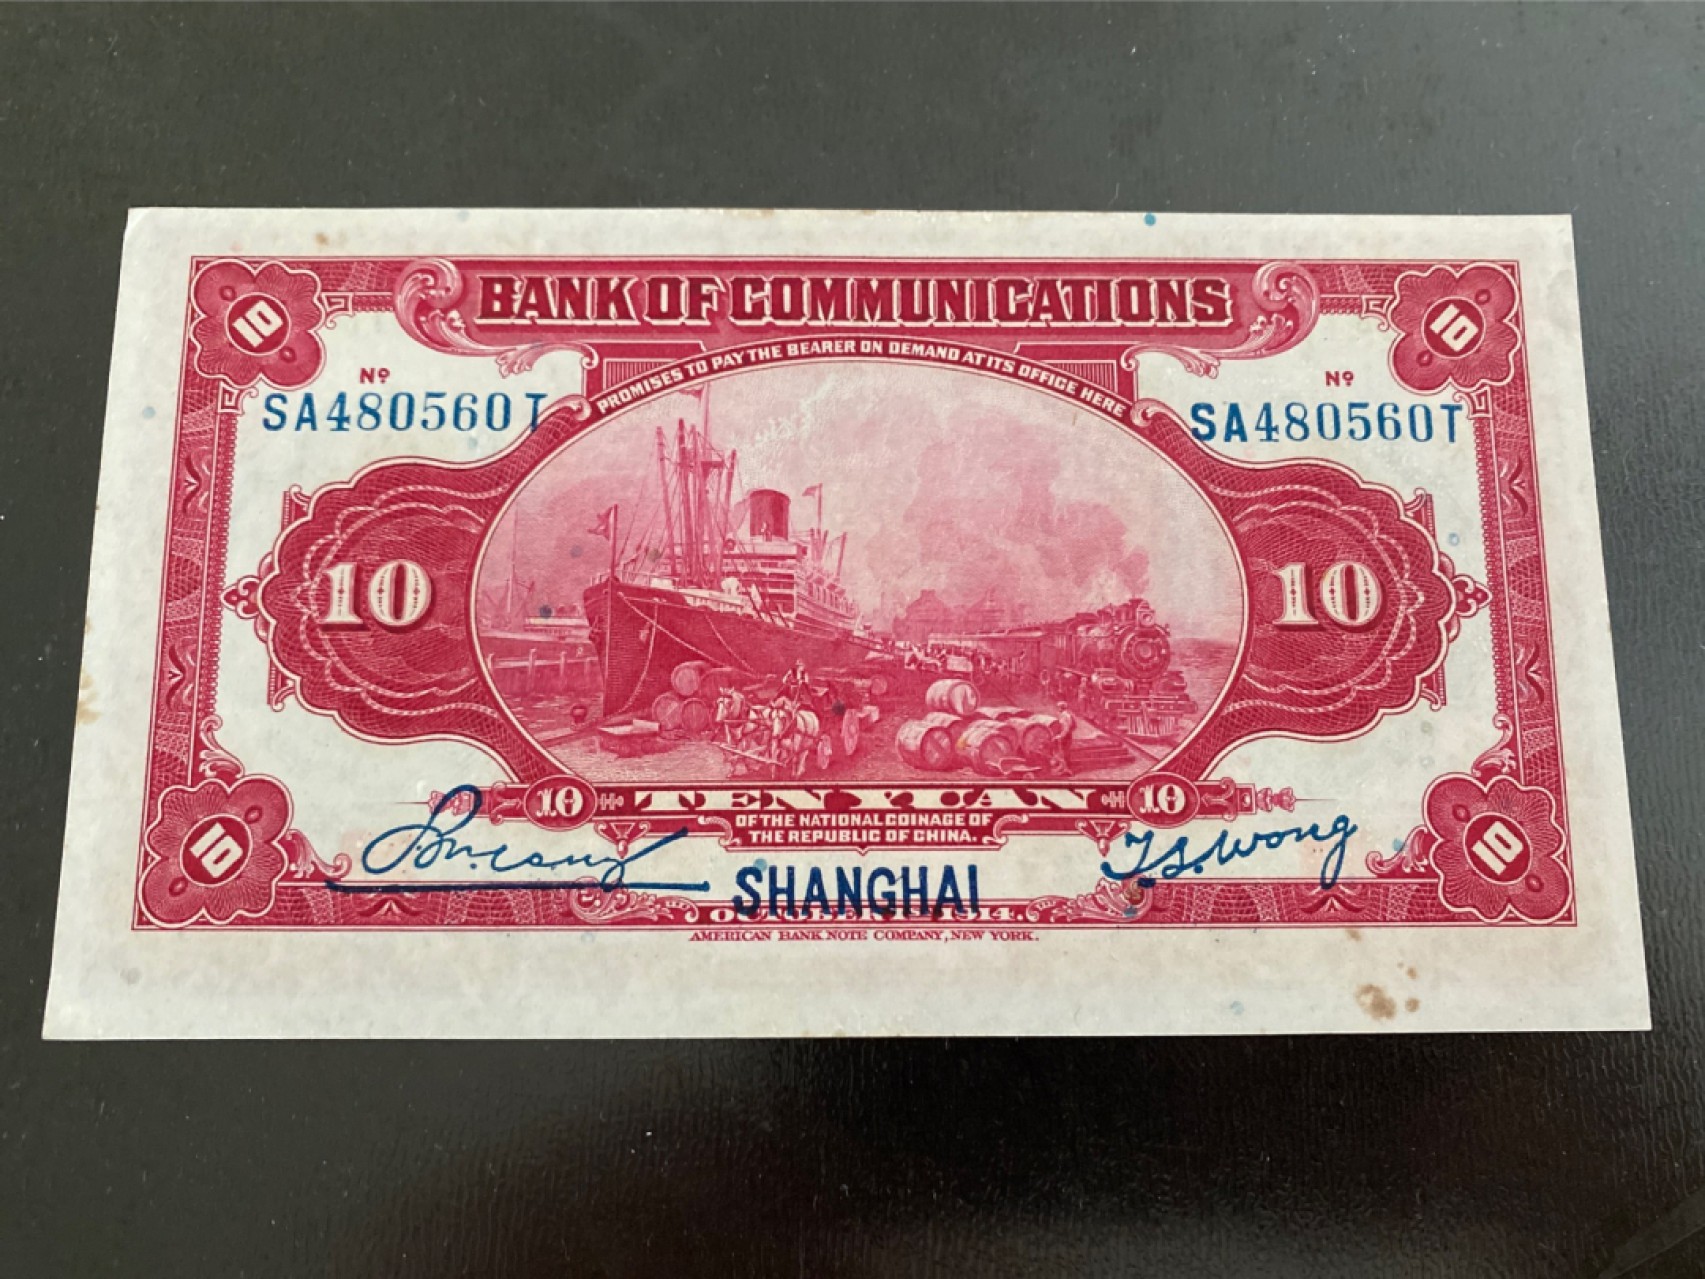 BANK OF COMMUNICATIONS
10
10
PROMISES TO PAY THE BEARER ON DEMAND AT ITS OFFICE HERE
Nº
Nº
SA480560T
SA480560T
10
10
10 TEN YUAN 10
OF THE NATIONAL COINAGE OF
THE REPUBLIC OF CHINA.
T.S.Wong
10
10
SHANGHAI
AMERICAN BANK NOTE COMPANY, NEW YORK.